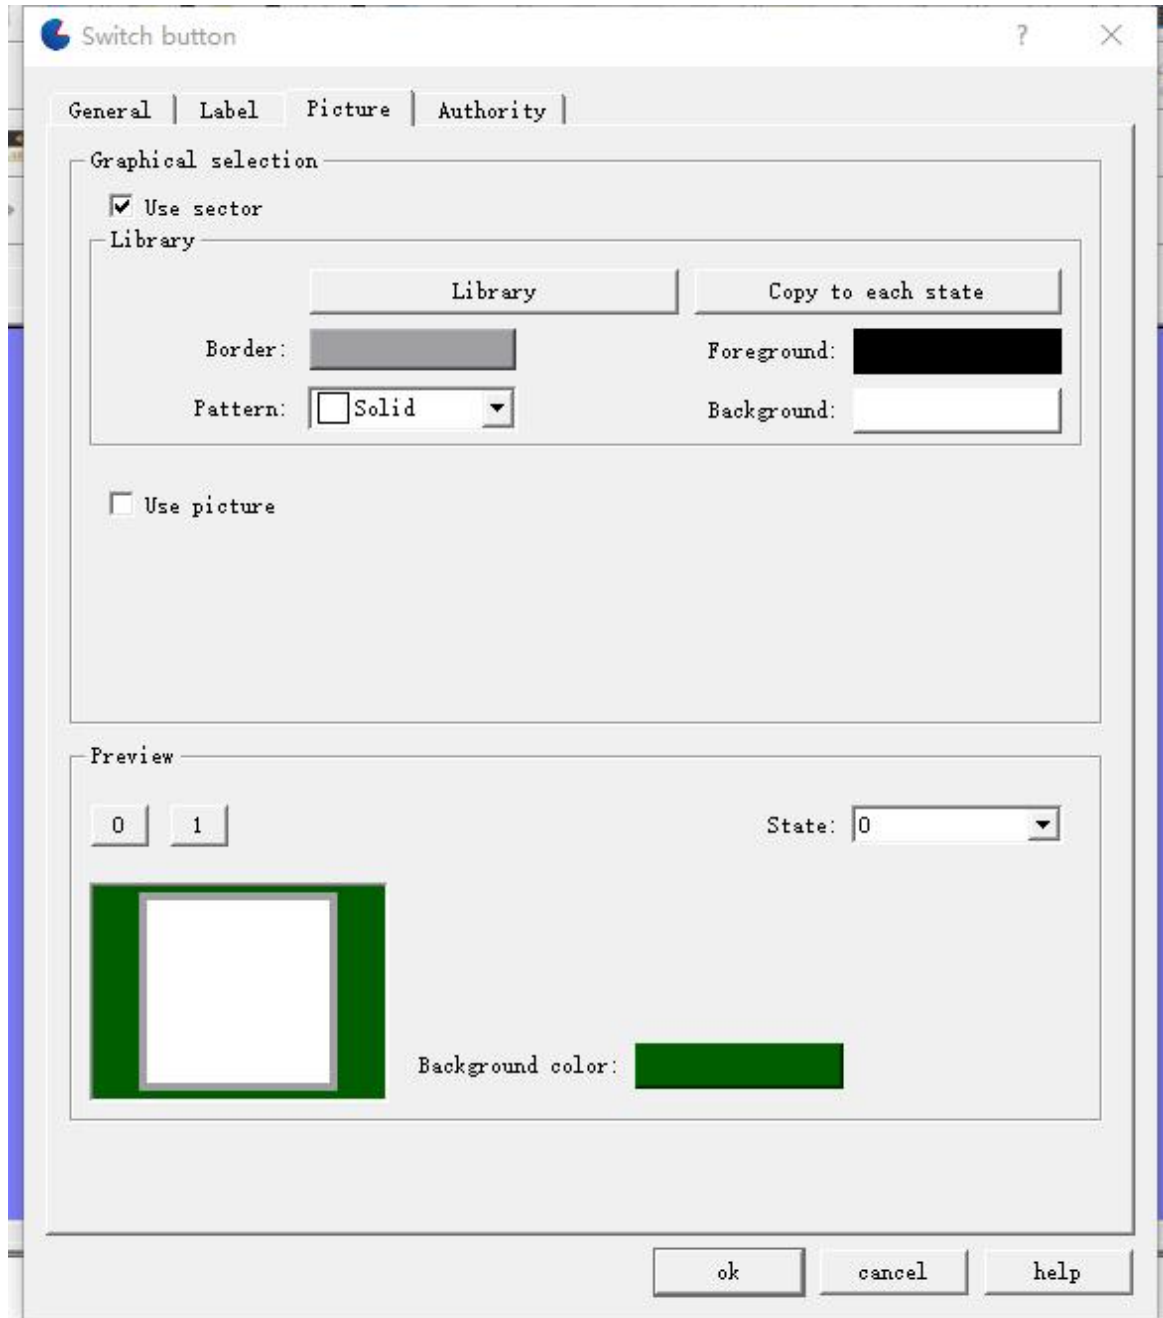 Switch button ?
General Label Picture Authority
Graphical selection
Use sector
Library
Library Copy to each state
Border: Foreground:
Pattern: Solid Background:
Use picture
Preview
0 1 State: 0
Background color:
ok cancel help